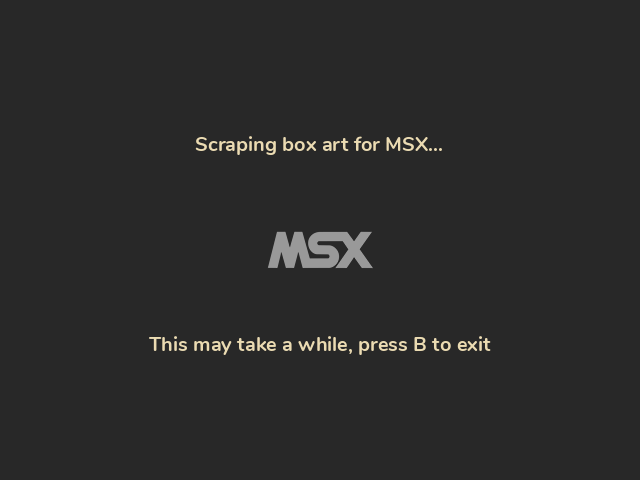 Scraping box art for MSX...
MSX
This may take a while, press B to exit